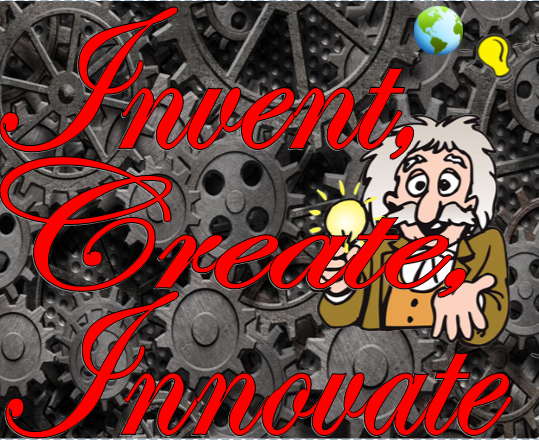 Invent,
Create,
Innovate